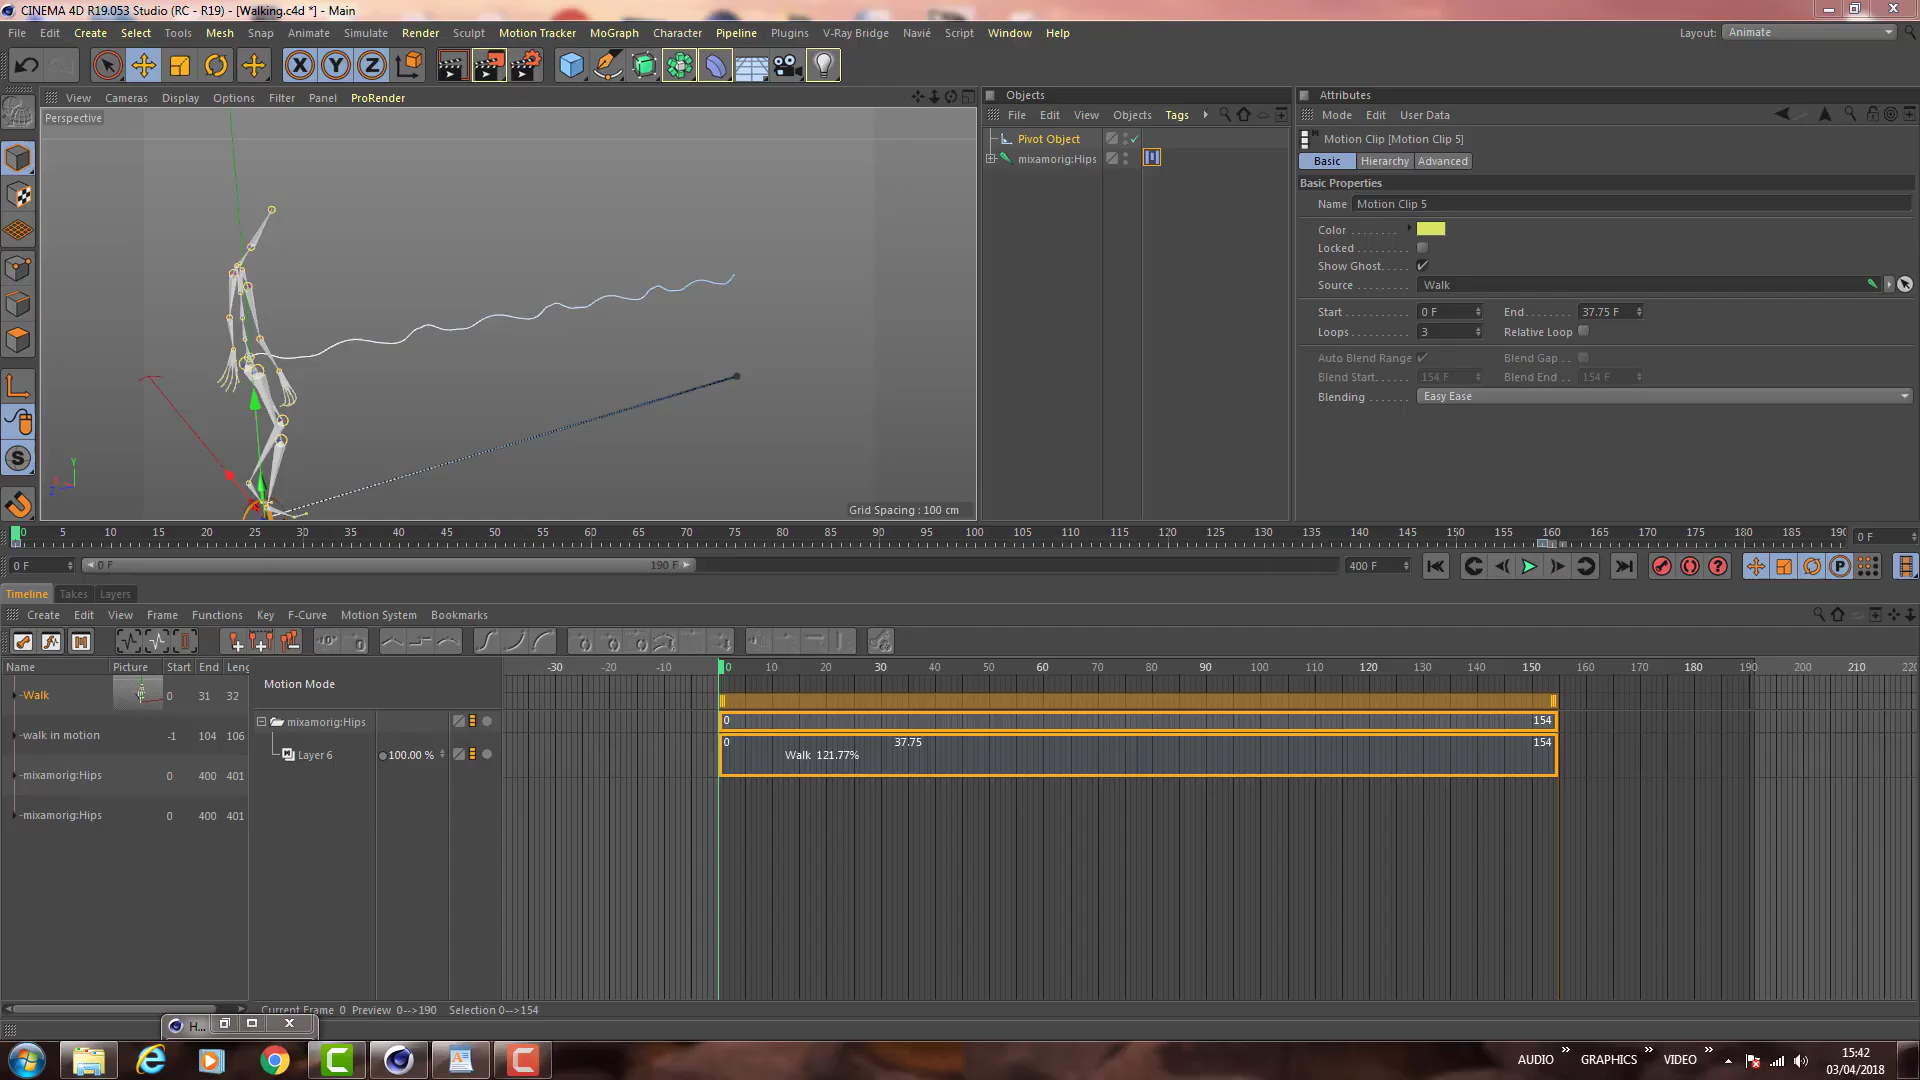 CINEMA 4D R19.053 Studio (RC - R19) - [Walking.c4d *] - Main
File Edit Create Select Tools Mesh Snap Animate Simulate Render Sculpt Motion Tracker MoGraph Character Pipeline Plugins V-Ray Bridge Navié Script Window Help Layout: Animate
View Cameras Display Options Filter Panel ProRender
Perspective
Grid Spacing : 100 cm
Objects
File Edit View Objects Tags
Pivot Object
mixamorig:Hips
Attributes
Mode Edit User Data
Motion Clip [Motion Clip 5]
Basic Hierarchy Advanced
Basic Properties
Name Motion Clip 5
Color . . . . . . . .
Locked . . . . . . . .
Show Ghost. . . . .
Source . . . . . . . Walk
Start . . . . . . . . . 0 F End. . . . . . . . 37.75 F
Loops . . . . . . . . 3 Relative Loop
Auto Blend Range Blend Gap . .
Blend Start. . . . . . 154 F Blend End . . 154 F
Blending . . . . . . . Easy Ease
0 5 10 15 20 25 30 35 40 45 50 55 60 65 70 75 80 85 90 95 100 105 110 115 120 125 130 135 140 145 150 155 160 165 170 175 180 185 190 0 F
0 F 0 F 190 F 400 F
Timeline Takes Layers
Create Edit View Frame Functions Key F-Curve Motion System Bookmarks
Name Picture Start End Leng
-Walk 0 31 32
-walk in motion -1 104 106
-mixamorig:Hips 0 400 401
-mixamorig:Hips 0 400 401
Motion Mode
mixamorig:Hips
Layer 6 100.00 %
-30 -20 -10 0 10 20 30 40 50 60 70 80 90 100 110 120 130 140 150 160 170 180 190 200 210 220
0 154
0 37.75 154
Walk 121.77%
Current Frame 0 Preview 0-->190 Selection 0-->154
H...
AUDIO GRAPHICS VIDEO
15:42
03/04/2018